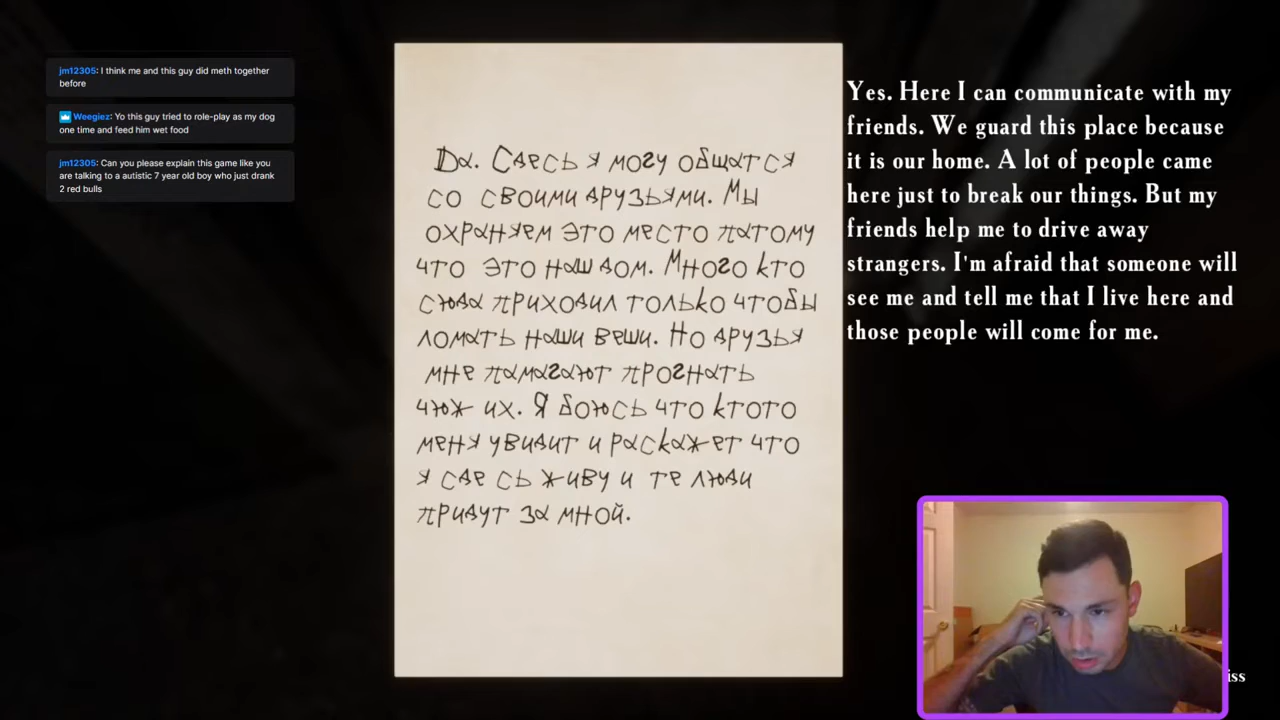 jm12305: I think me and this guy did meth together
before
Weegiez: Yo this guy tried to role-play as my dog
one time and feed him wet food
jm12305: Can you please explain this game like you
are talking to a autistic 7 year old boy who just drank
2 red bulls
Да. Сдесь я могу общатся
со своими друзьями. Мы
охраняем это место патому
что это наш дом. Много кто
сюда приходил только чтобы
ломать наши веши. Но друзья
мне памагают прогнать
чюж их. Я боюсь что ктото
меня увидит и раскажет что
я сде сь живу и те люди
придут за мной.
Yes. Here I can communicate with my
friends. We guard this place because
it is our home. A lot of people came
here just to break our things. But my
friends help me to drive away
strangers. I'm afraid that someone will
see me and tell me that I live here and
those people will come for me.